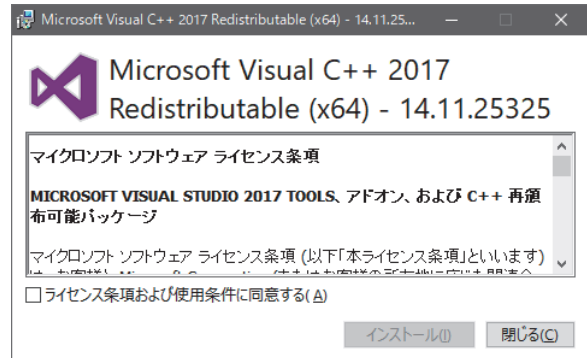 Microsoft Visual C++ 2017 Redistributable (x64) - 14.11.25...
Microsoft Visual C++ 2017
Redistributable (x64) - 14.11.25325
マイクロソフト ソフトウェア ライセンス条項
MICROSOFT VISUAL STUDIO 2017 TOOLS、アドオン、および C++ 再頒
布可能パッケージ
マイクロソフト ソフトウェア ライセンス条項 (以下「本ライセンス条項」といいます)
ライセンス条項および使用条件に同意する(A)
インストール(I)
閉じる(C)